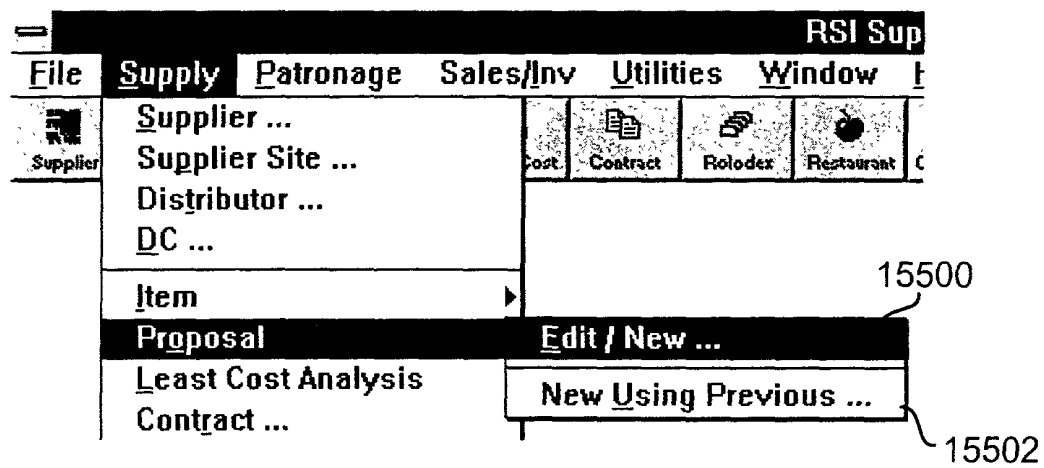 RSI Sup
File Supply Patronage Sales/Inv Utilities Window
Supplier Cost Contract Rolodex Restaurant
Supplier ...
Supplier Site ...
Distributor ...
DC ...
Item
Proposal
Least Cost Analysis
Contract ...
Edit / New ...
New Using Previous ...
15500
15502